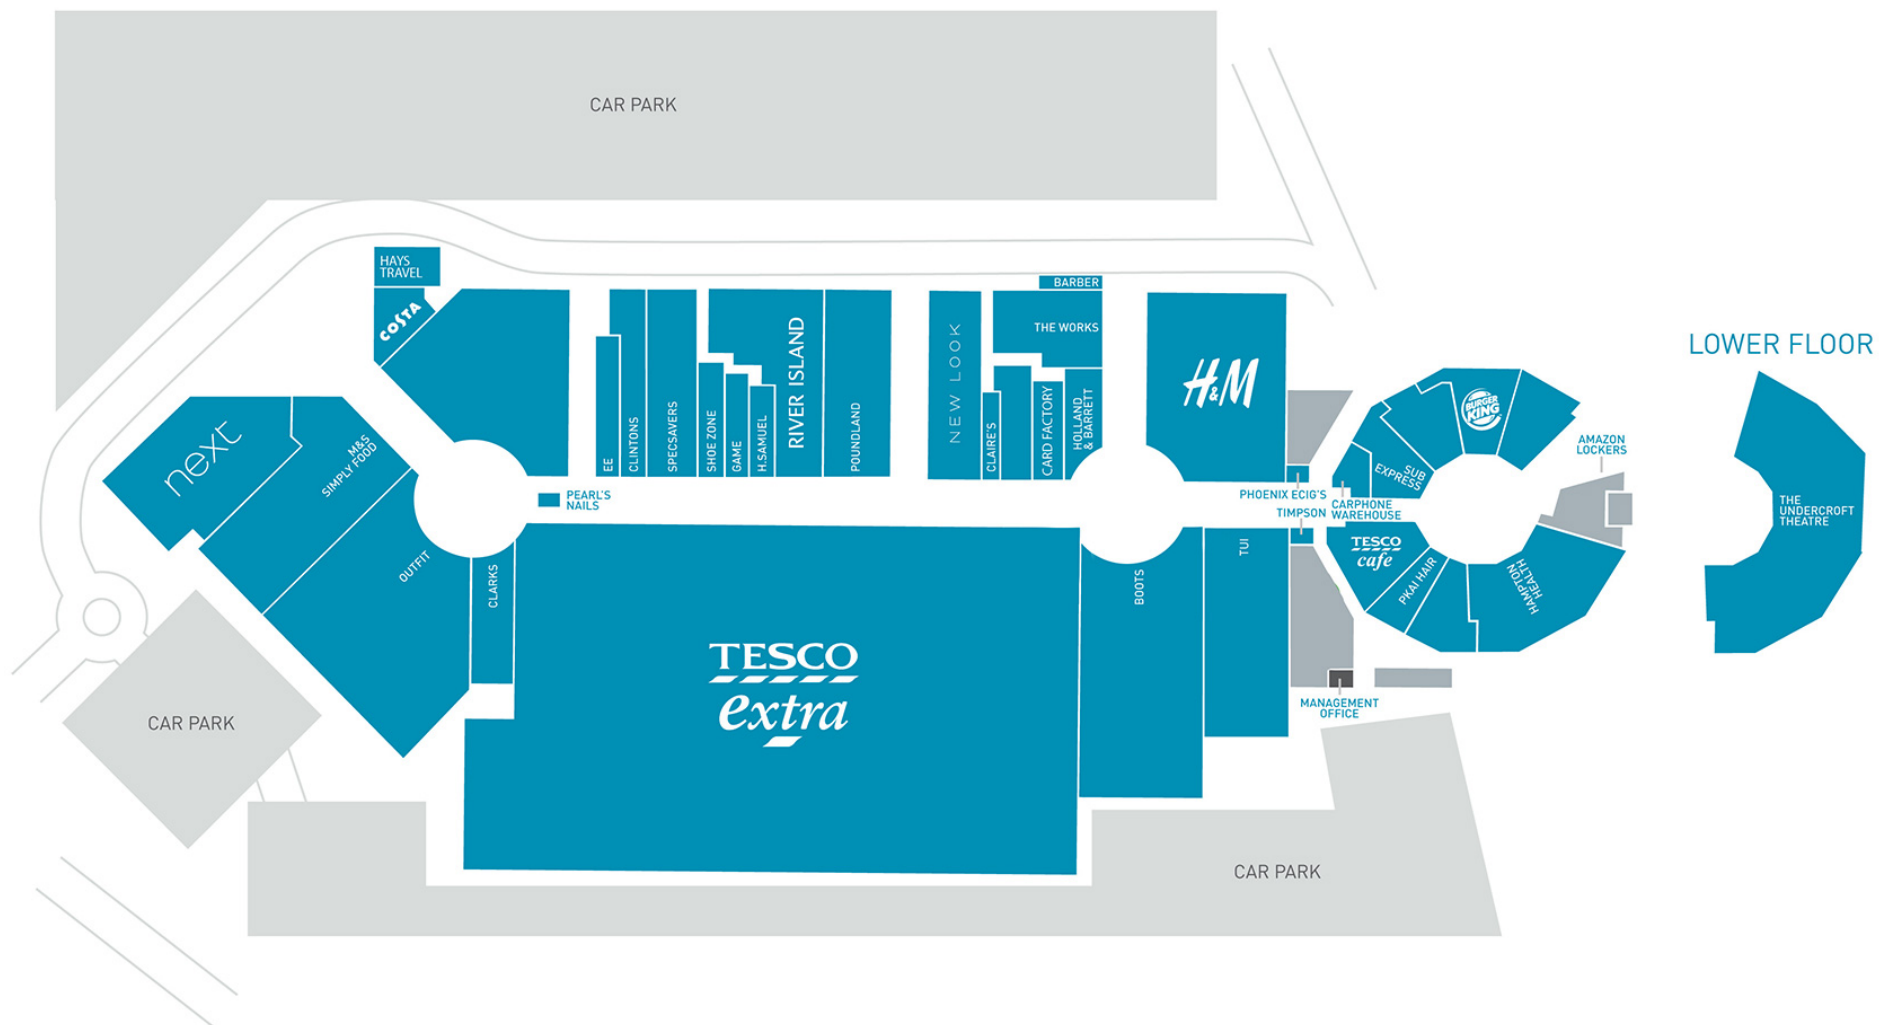 CAR PARK
HAYS
TRAVEL
COSTA
BARBER
THE WORKS
NEW LOOK
RIVER ISLAND
H&M
LOWER FLOOR
next
M&S
SIMPLY FOOD
EE
CLINTONS
SPECSAVERS
SHOE ZONE
GAME
H.SAMUEL
POUNDLAND
CLAIRE'S
CARD FACTORY
HOLLAND
& BARRETT
BURGER
KING
AMAZON
LOCKERS
SUB
EXPRESS
PEARL'S
NAILS
PHOENIX ECIG'S
CARPHONE
WAREHOUSE
TIMPSON
THE
UNDERCROFT
THEATRE
OUTFIT
CLARKS
TESCO
extra
BOOTS
TUI
TESCO
cafe
PKAI HAIR
HAMPTON
HEALTH
MANAGEMENT
OFFICE
CAR PARK
CAR PARK